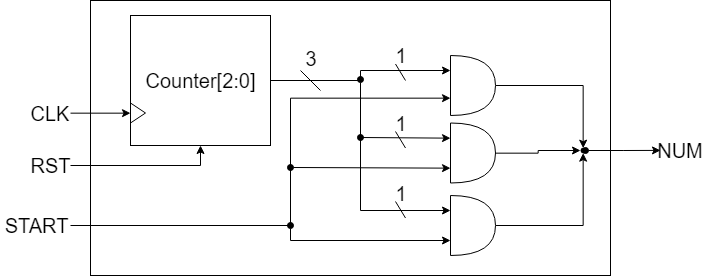 3
1
Counter[2:0]
CLK
1
RST
NUM
1
START